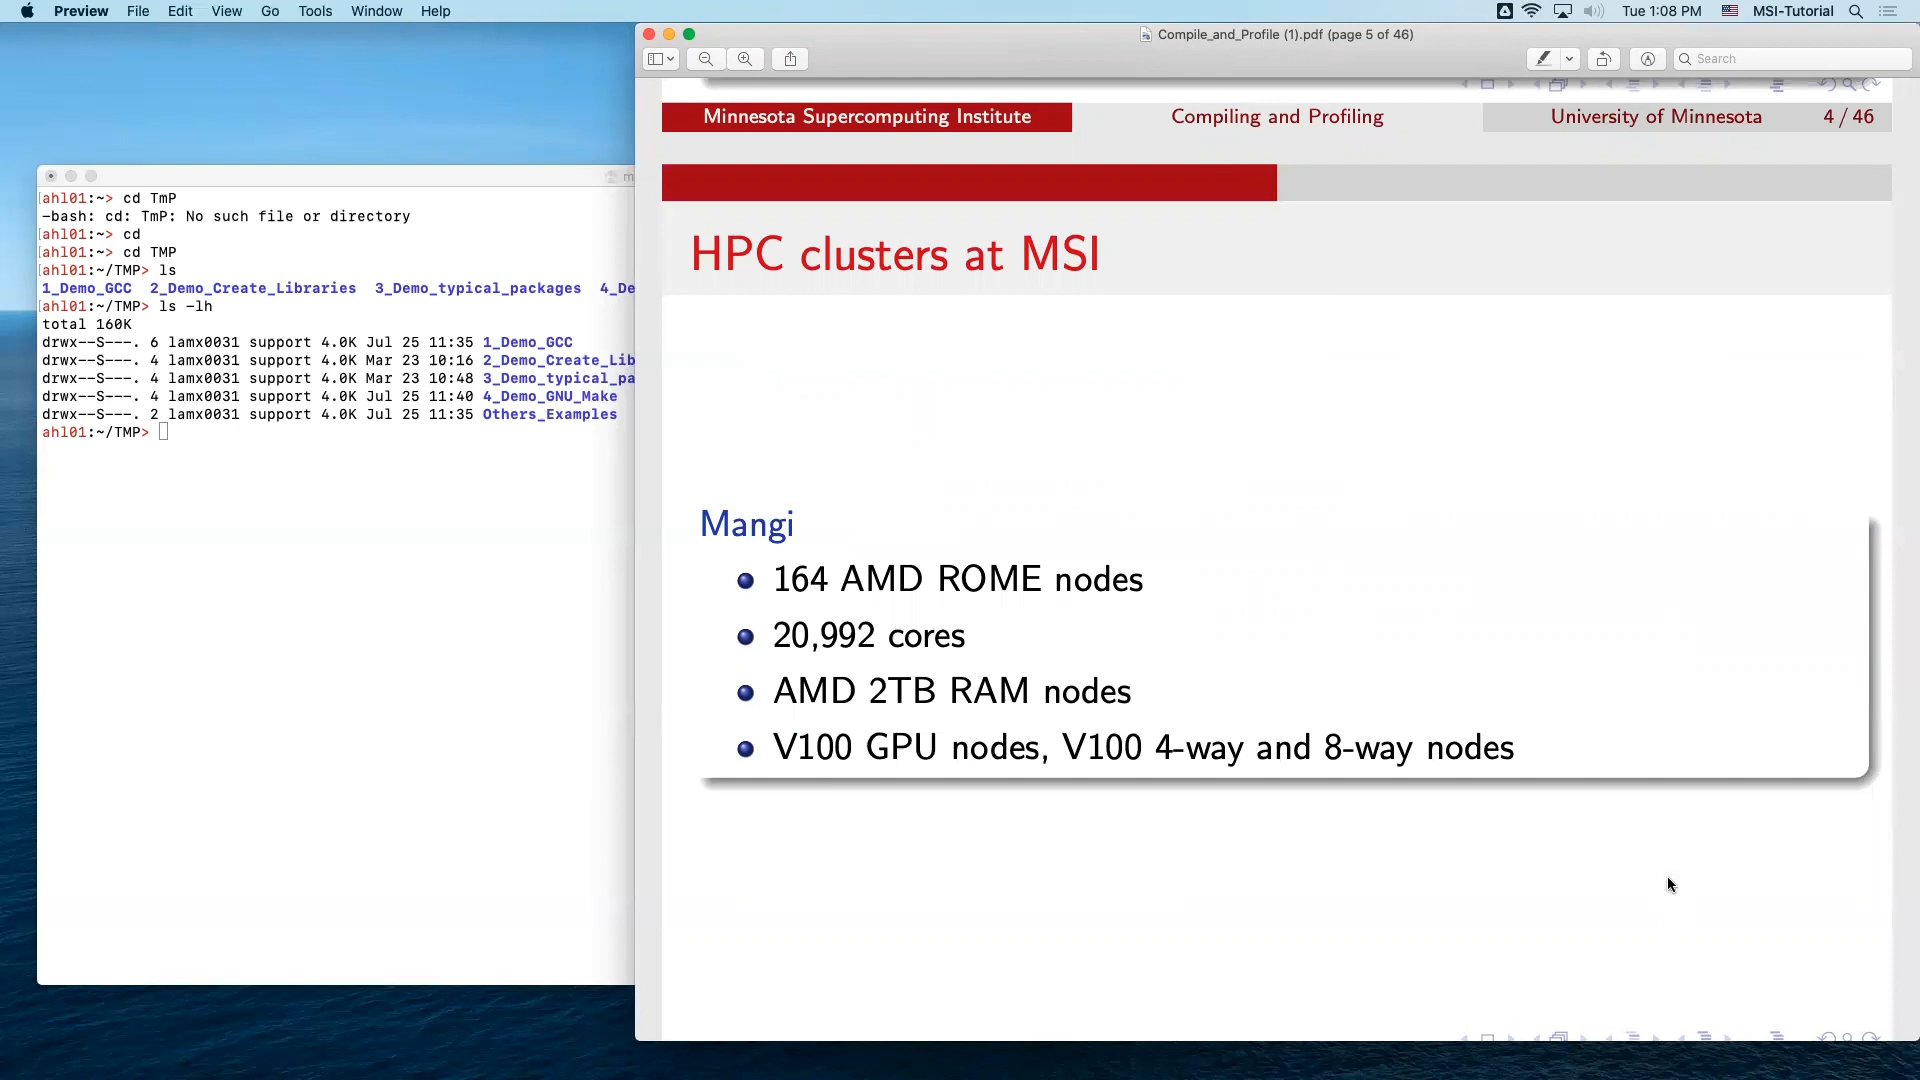 Preview File Edit View Go Tools Window Help
Tue 1:08 PM MSI-Tutorial
Compile_and_Profile (1).pdf (page 5 of 46)
Search
Minnesota Supercomputing Institute Compiling and Profiling University of Minnesota 4 / 46
[ahl01:~> cd TmP
-bash: cd: TmP: No such file or directory
[ahl01:~> cd
[ahl01:~> cd TMP
[ahl01:~/TMP> ls
1_Demo_GCC 2_Demo_Create_Libraries 3_Demo_typical_packages 4_De
[ahl01:~/TMP> ls -lh
total 160K
drwx--S---. 6 lamx0031 support 4.0K Jul 25 11:35 1_Demo_GCC
drwx--S---. 4 lamx0031 support 4.0K Mar 23 10:16 2_Demo_Create_Lib
drwx--S---. 4 lamx0031 support 4.0K Mar 23 10:48 3_Demo_typical_pa
drwx--S---. 4 lamx0031 support 4.0K Jul 25 11:40 4_Demo_GNU_Make
drwx--S---. 2 lamx0031 support 4.0K Jul 25 11:35 Others_Examples
ahl01:~/TMP>
HPC clusters at MSI
Mangi
164 AMD ROME nodes
20,992 cores
AMD 2TB RAM nodes
V100 GPU nodes, V100 4-way and 8-way nodes